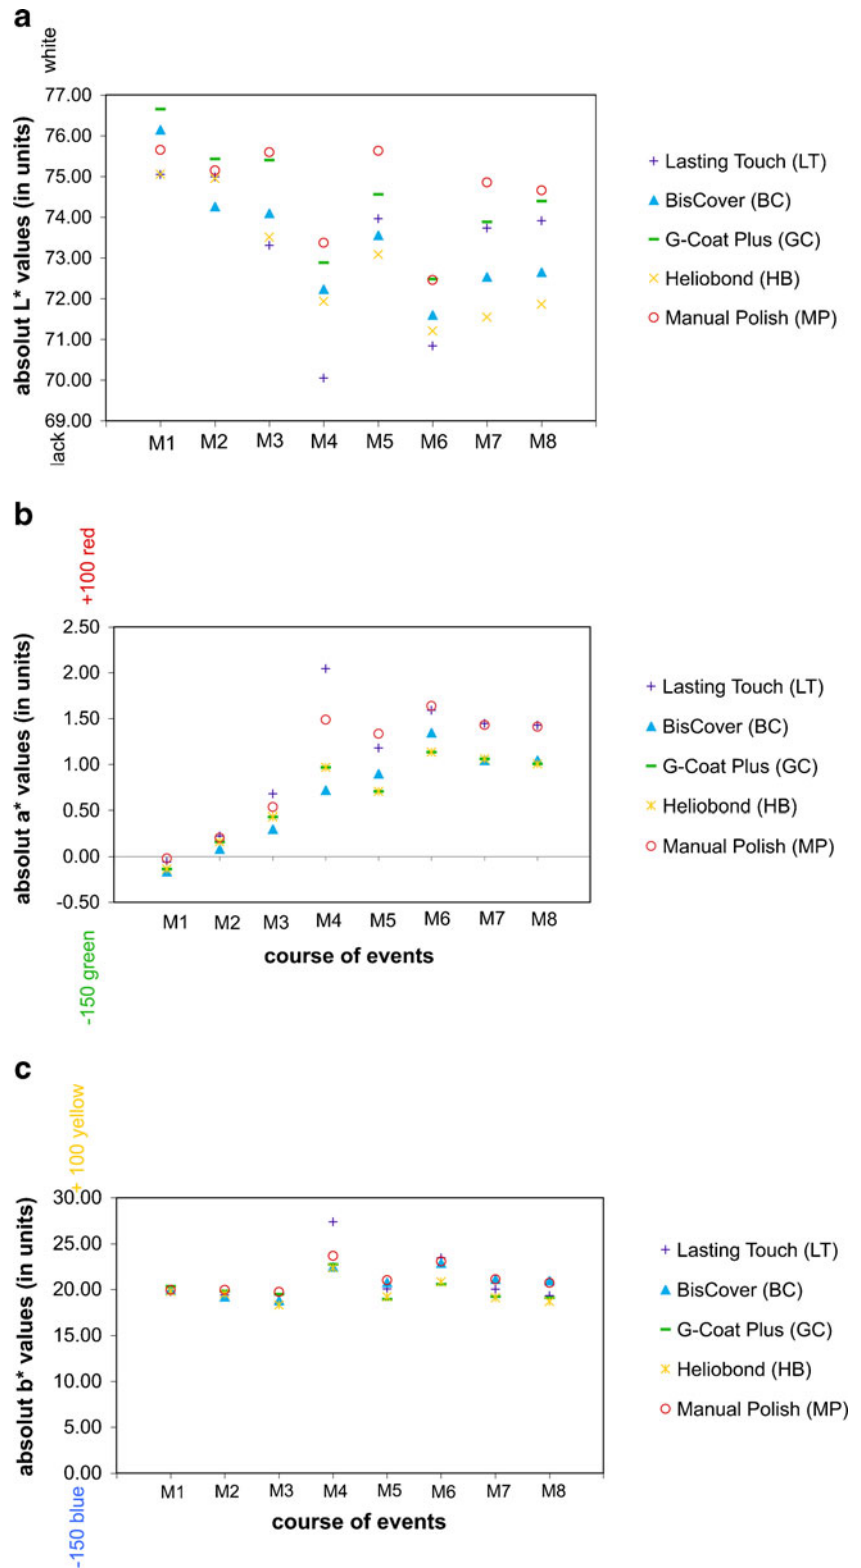 a
white
absolut L* values (in units)
lack
77.00
76.00
75.00
74.00
73.00
72.00
71.00
70.00
69.00
M1 M2 M3 M4 M5 M6 M7 M8
Lasting Touch (LT)
BisCover (BC)
G-Coat Plus (GC)
Heliobond (HB)
Manual Polish (MP)
b
+100 red
absolut a* values (in units)
-150 green
2.50
2.00
1.50
1.00
0.50
0.00
-0.50
M1 M2 M3 M4 M5 M6 M7 M8
course of events
Lasting Touch (LT)
BisCover (BC)
G-Coat Plus (GC)
Heliobond (HB)
Manual Polish (MP)
c
+ 100 yellow
absolut b* values (in units)
-150 blue
30.00
25.00
20.00
15.00
10.00
5.00
0.00
M1 M2 M3 M4 M5 M6 M7 M8
course of events
Lasting Touch (LT)
BisCover (BC)
G-Coat Plus (GC)
Heliobond (HB)
Manual Polish (MP)